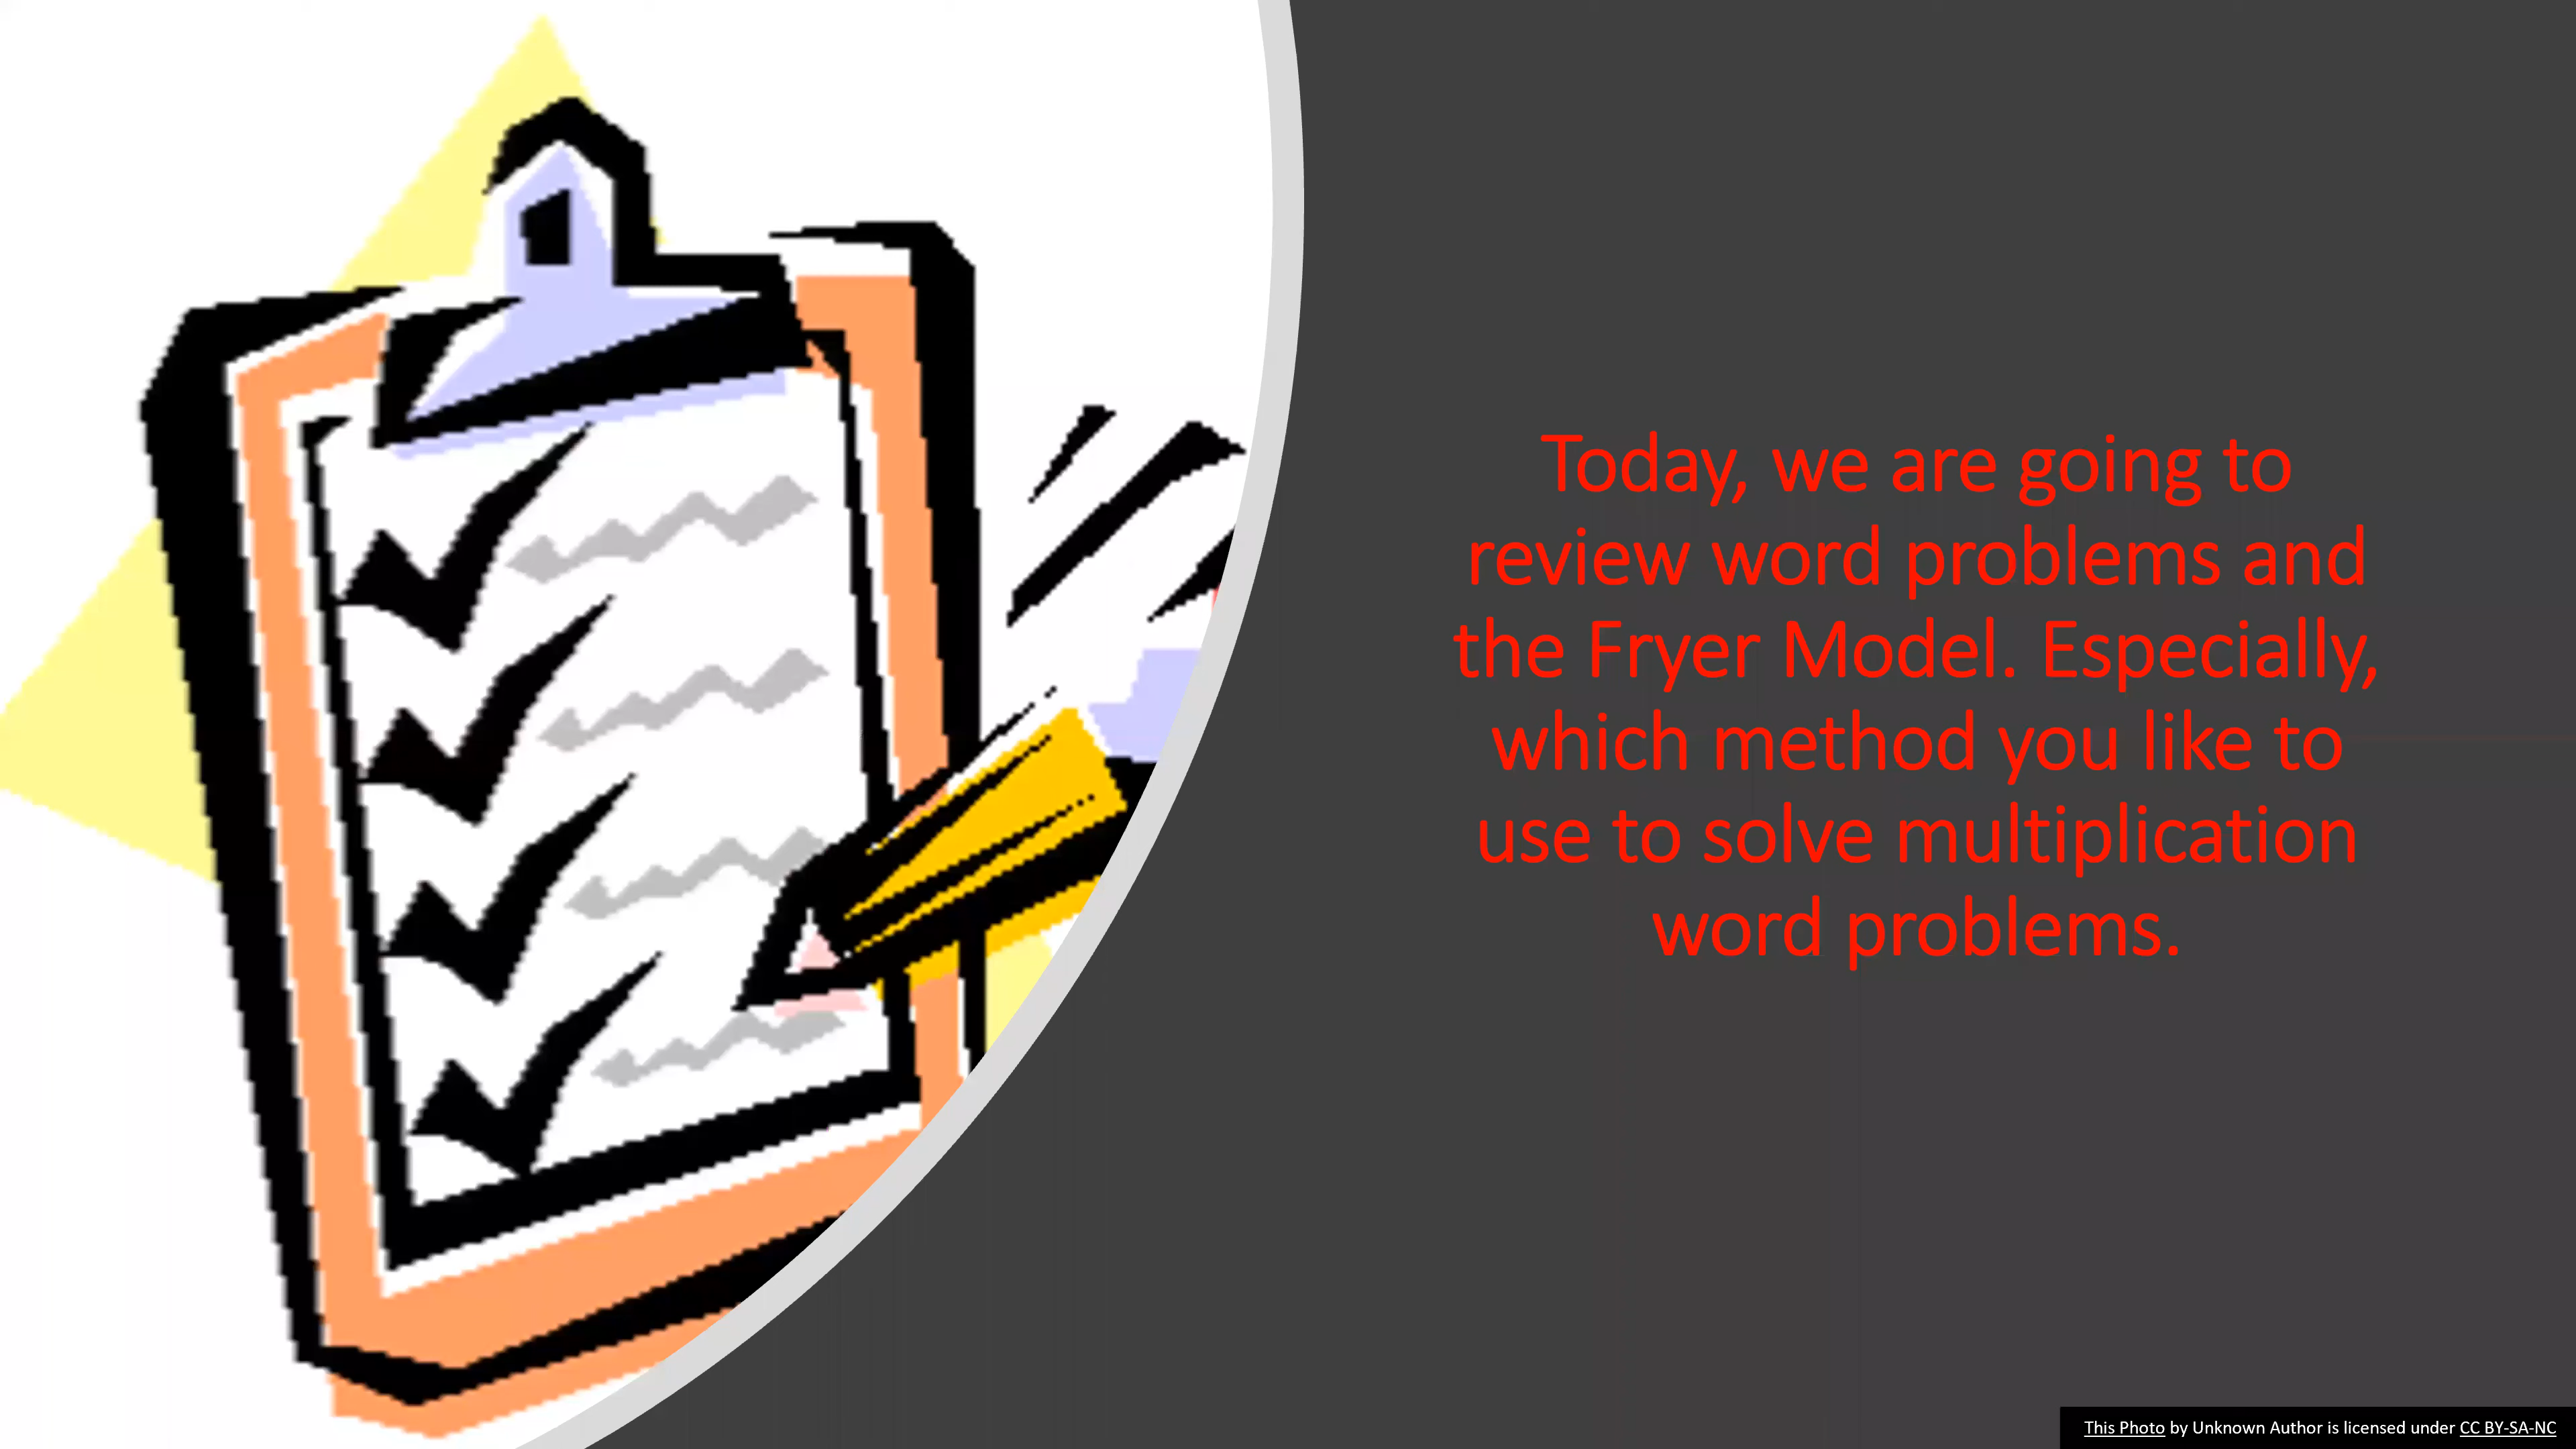 Today, we are going to
review word problems and
the Fryer Model. Especially,
which method you like to
use to solve multiplication
word problems.
This Photo by Unknown Author is licensed under CC BY-SA-NC